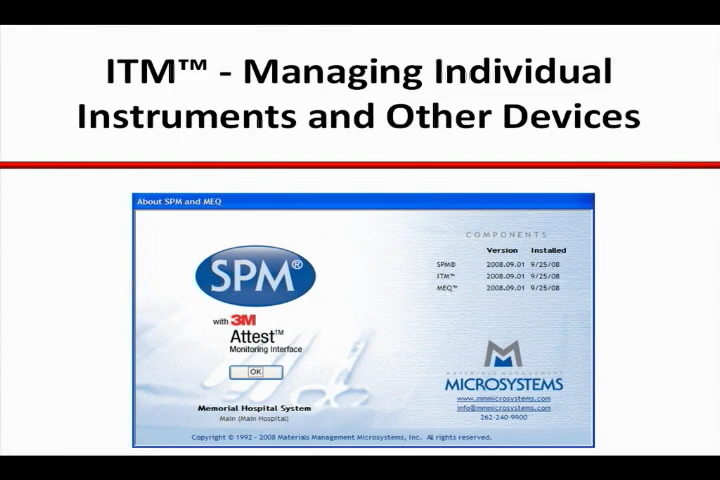 ITM™ - Managing Individual
Instruments and Other Devices
About SPM and MEQ
COMPONENTS
Version Installed
SPM® 2008.09.01 9/25/08
ITM™ 2008.09.01 9/25/08
MEQ™ 2008.09.01 9/25/08
SPM®
with 3M
Attest™
Monitoring Interface
OK
MATERIALS MANAGEMENT
MICROSYSTEMS
www.mmmicrosystems.com
info@mmmicrosystems.com
262-240-9900
Memorial Hospital System
Main (Main Hospital)
Copyright © 1992 - 2008 Materials Management Microsystems, Inc. All rights reserved.